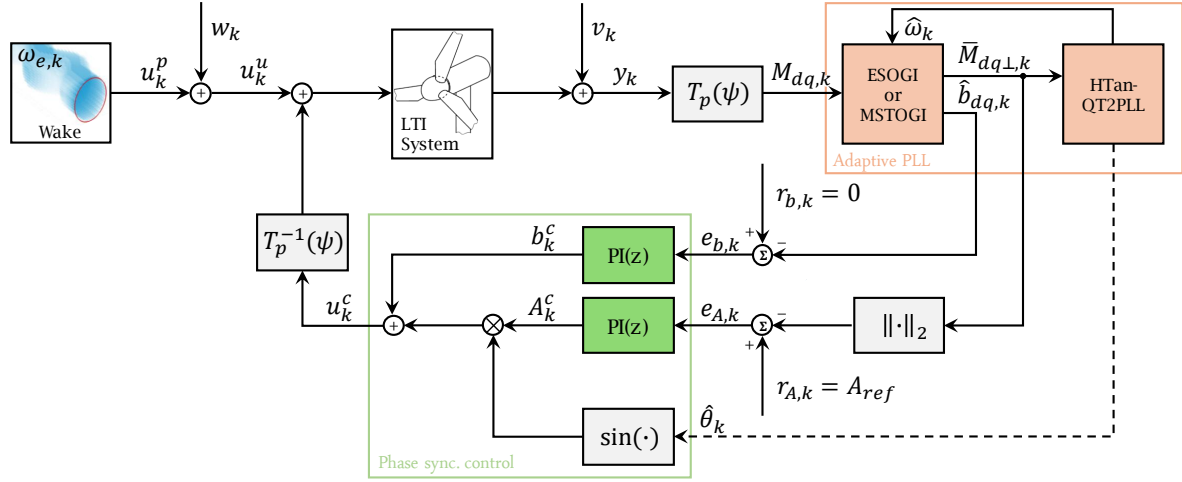 ω_{e,k}
Wake
u_k^p
w_k
+
u_k^u
+
LTI
System
v_k
+
y_k
T_p(ψ)
M_{dq,k}
ω̂_k
ESOGI
or
MSTOGI
M̄_{dq⊥,k}
b̂_{dq,k}
HTan-
QT2PLL
Adaptive PLL
r_{b,k} = 0
+
−
Σ
e_{b,k}
PI(z)
b_k^c
T_p^{-1}(ψ)
u_k^c
+
A_k^c
PI(z)
e_{A,k}
Σ
−
+
‖·‖_2
r_{A,k} = A_{ref}
θ̂_k
sin(·)
Phase sync. control